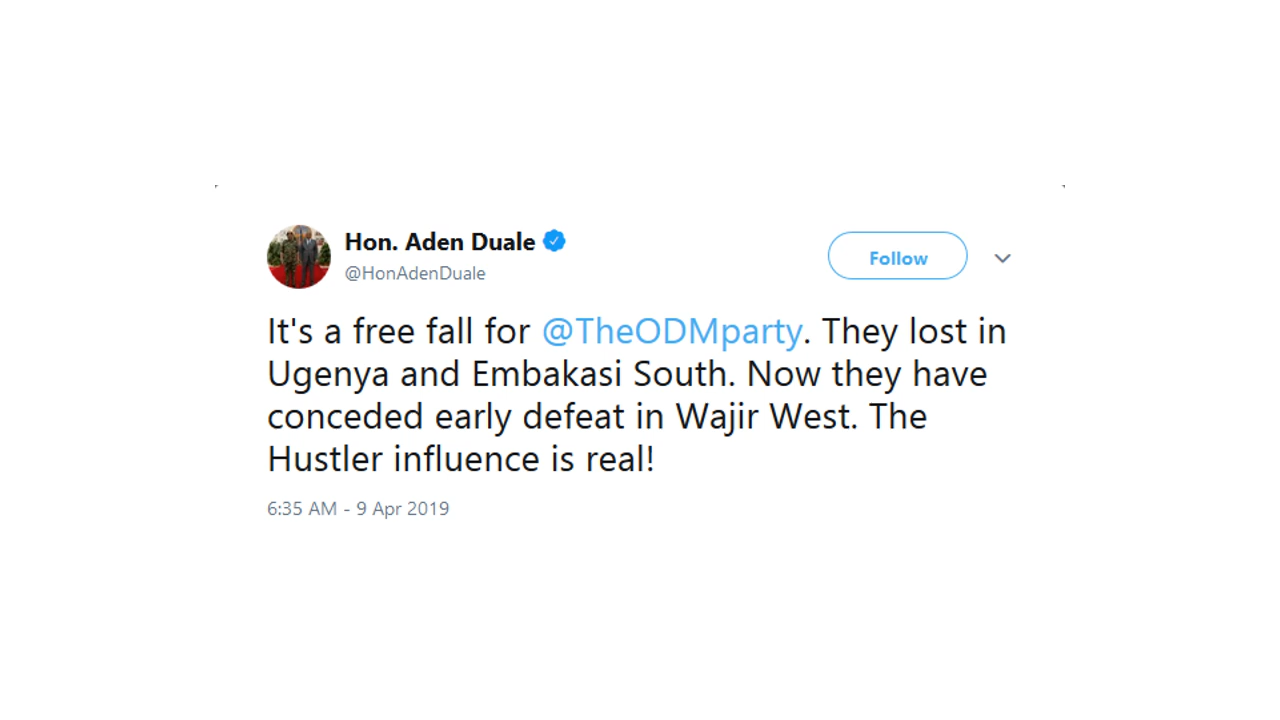 Hon. Aden Duale
@HonAdenDuale
Follow
It's a free fall for @TheODMparty. They lost in
Ugenya and Embakasi South. Now they have
conceded early defeat in Wajir West. The
Hustler influence is real!
6:35 AM - 9 Apr 2019